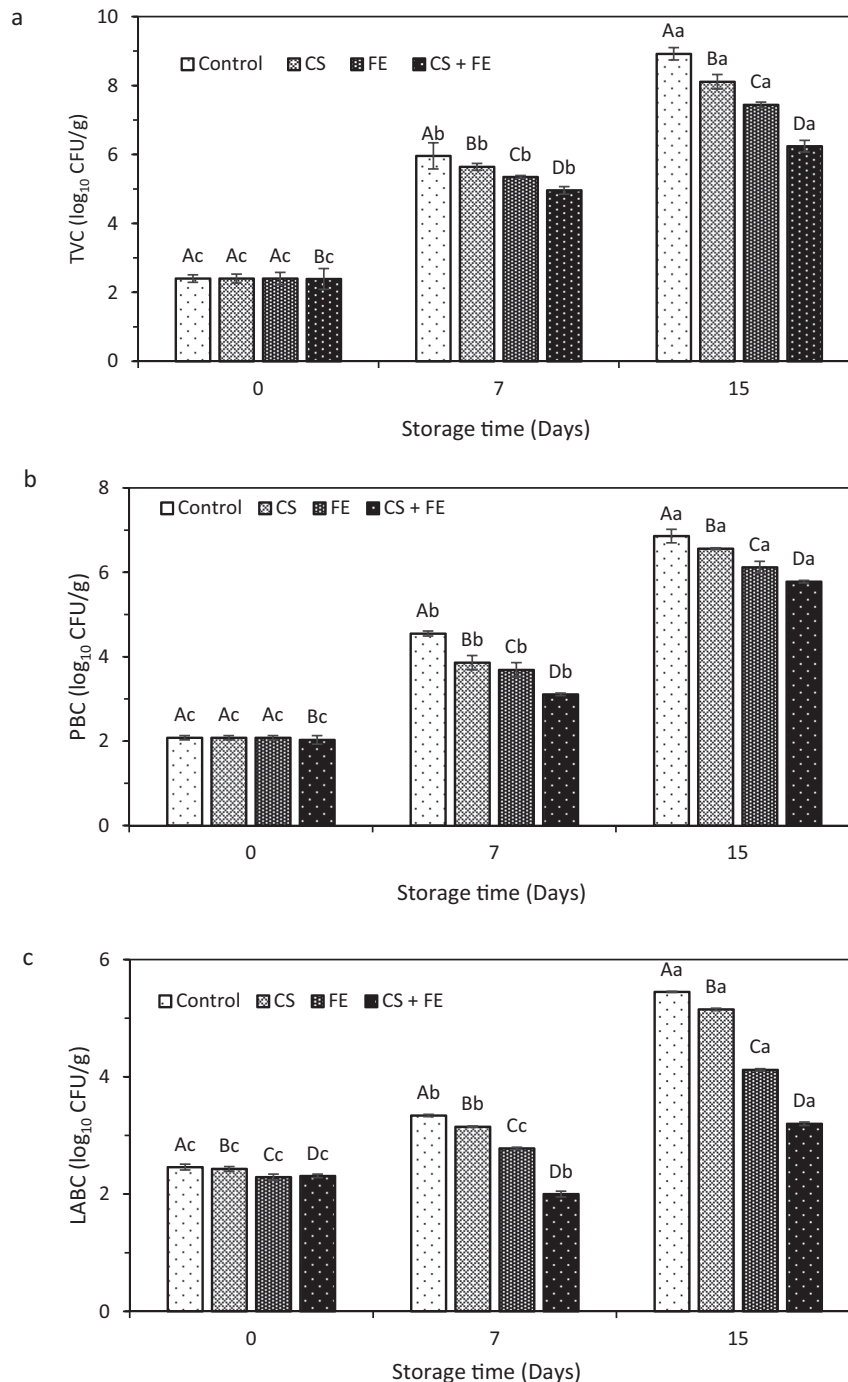 a
10
8
6
4
2
0
TVC (log₁₀ CFU/g)
Control CS FE CS + FE
Ac Ac Ac Bc
Ab Bb Cb Db
Aa Ba Ca Da
0 7 15
Storage time (Days)
b
8
6
4
2
0
PBC (log₁₀ CFU/g)
Control CS FE CS + FE
Ac Ac Ac Bc
Ab Bb Cb Db
Aa Ba Ca Da
0 7 15
Storage time (Days)
c
6
4
2
0
LABC (log₁₀ CFU/g)
Control CS FE CS + FE
Ac Bc Cc Dc
Ab Bb Cc Db
Aa Ba Ca Da
0 7 15
Storage time (Days)